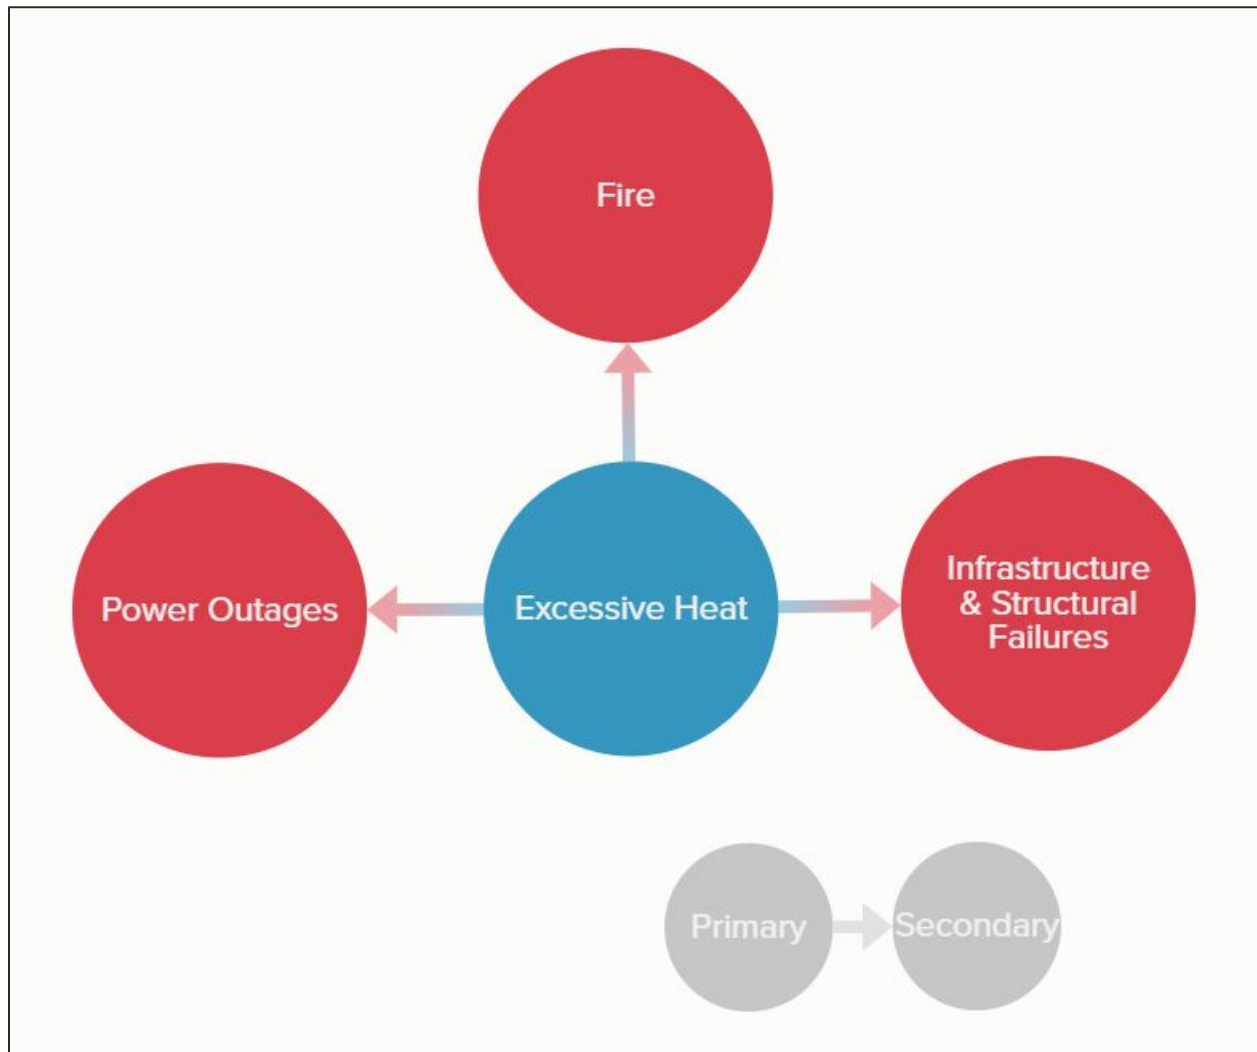 Fire
Power Outages
Excessive Heat
Infrastructure
& Structural
Failures
Primary
Secondary